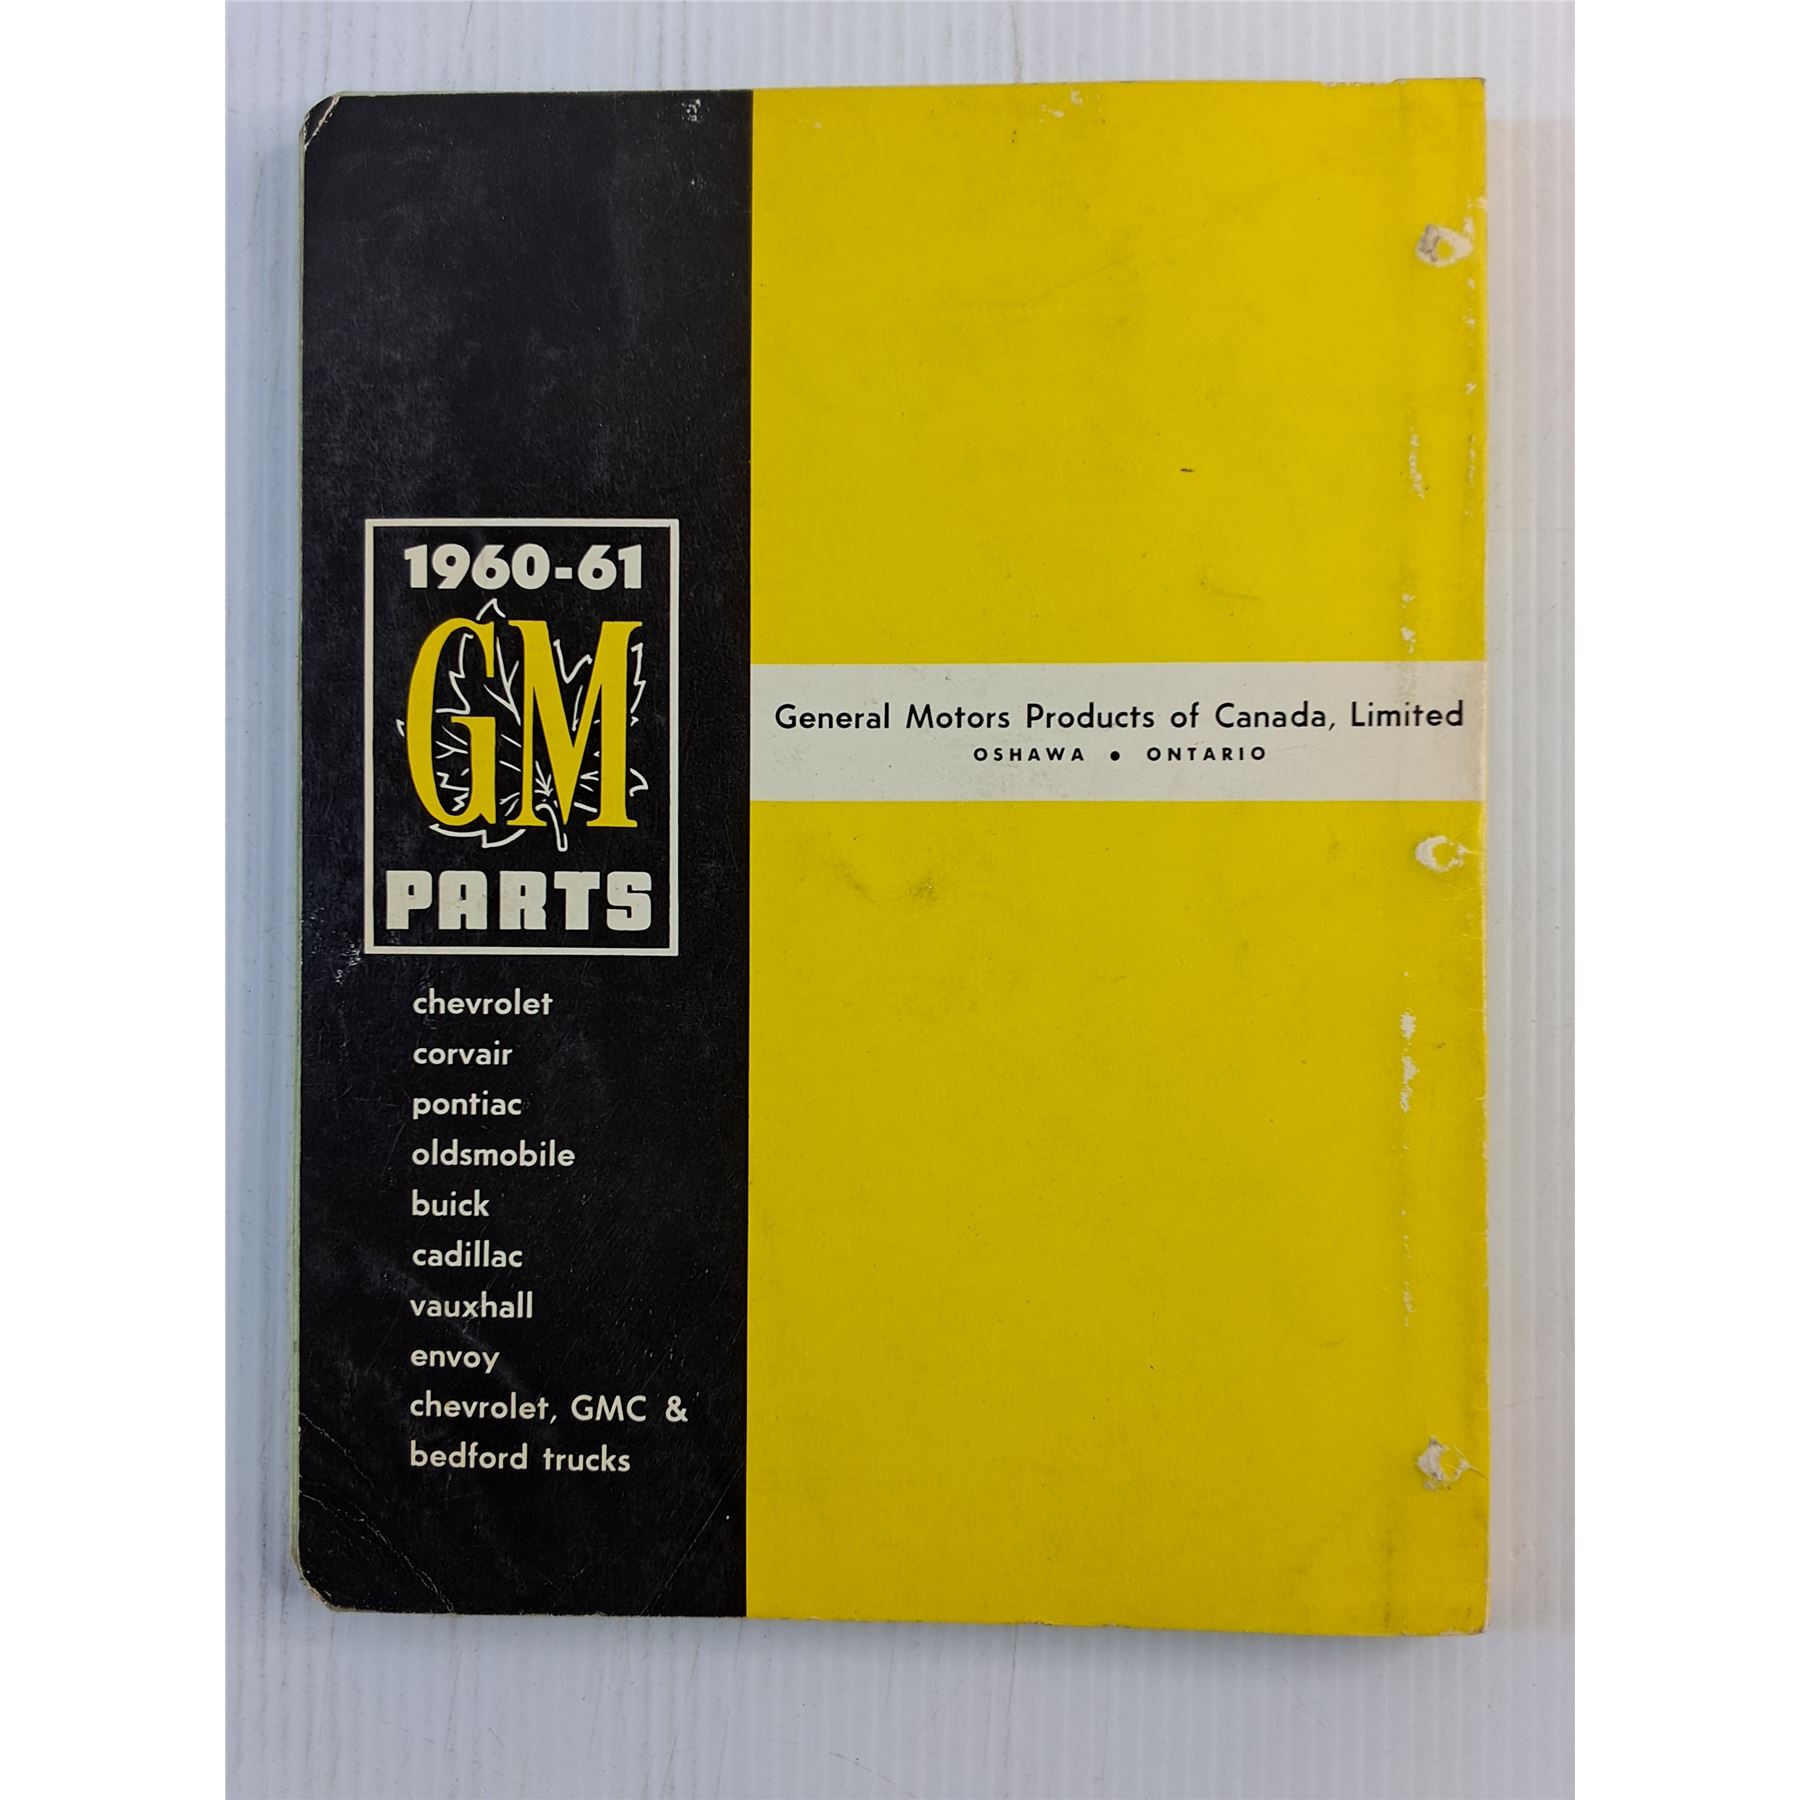 1960-61
GM
PARTS
chevrolet
corvair
pontiac
oldsmobile
buick
cadillac
vauxhall
envoy
chevrolet, GMC &
bedford trucks
General Motors Products of Canada, Limited
OSHAWA • ONTARIO